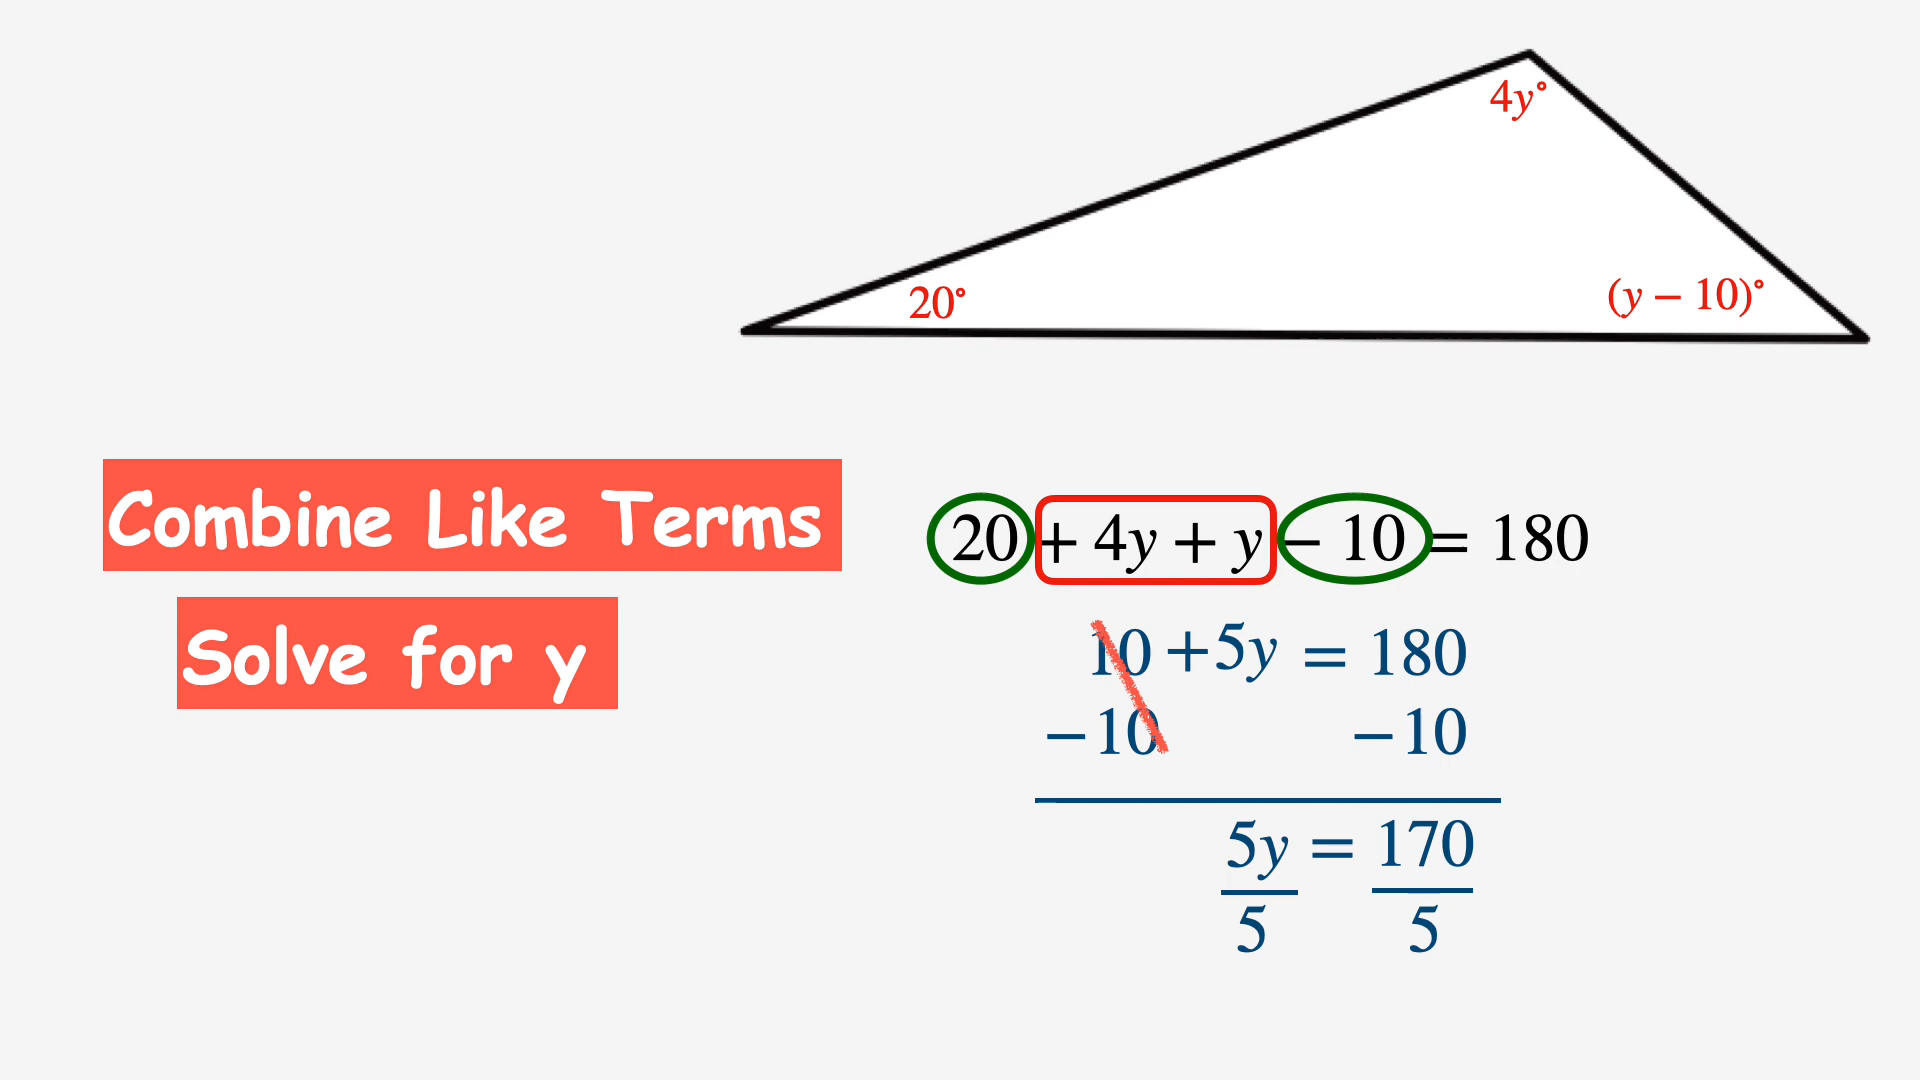 4y°
20°
(y − 10)°
Combine Like Terms
Solve for y
20 + 4y + y − 10 = 180
10 +5y = 180
−10 −10
5y = 170
5 5